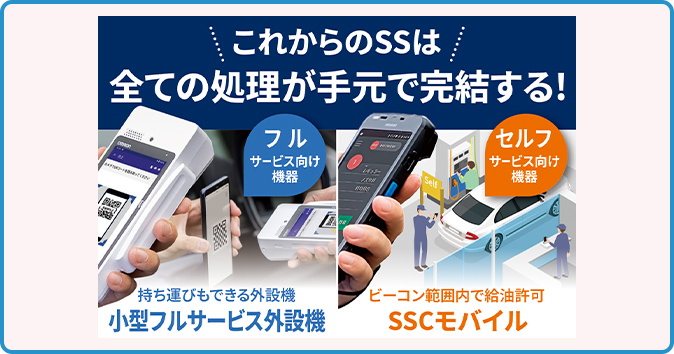 これからのSSは
全ての処理が手元で完結する!
フル
サービス向け
機器
セルフ
サービス向け
機器
Self
持ち運びもできる外設機
小型フルサービス外設機
ビーコン範囲内で給油許可
SSCモバイル